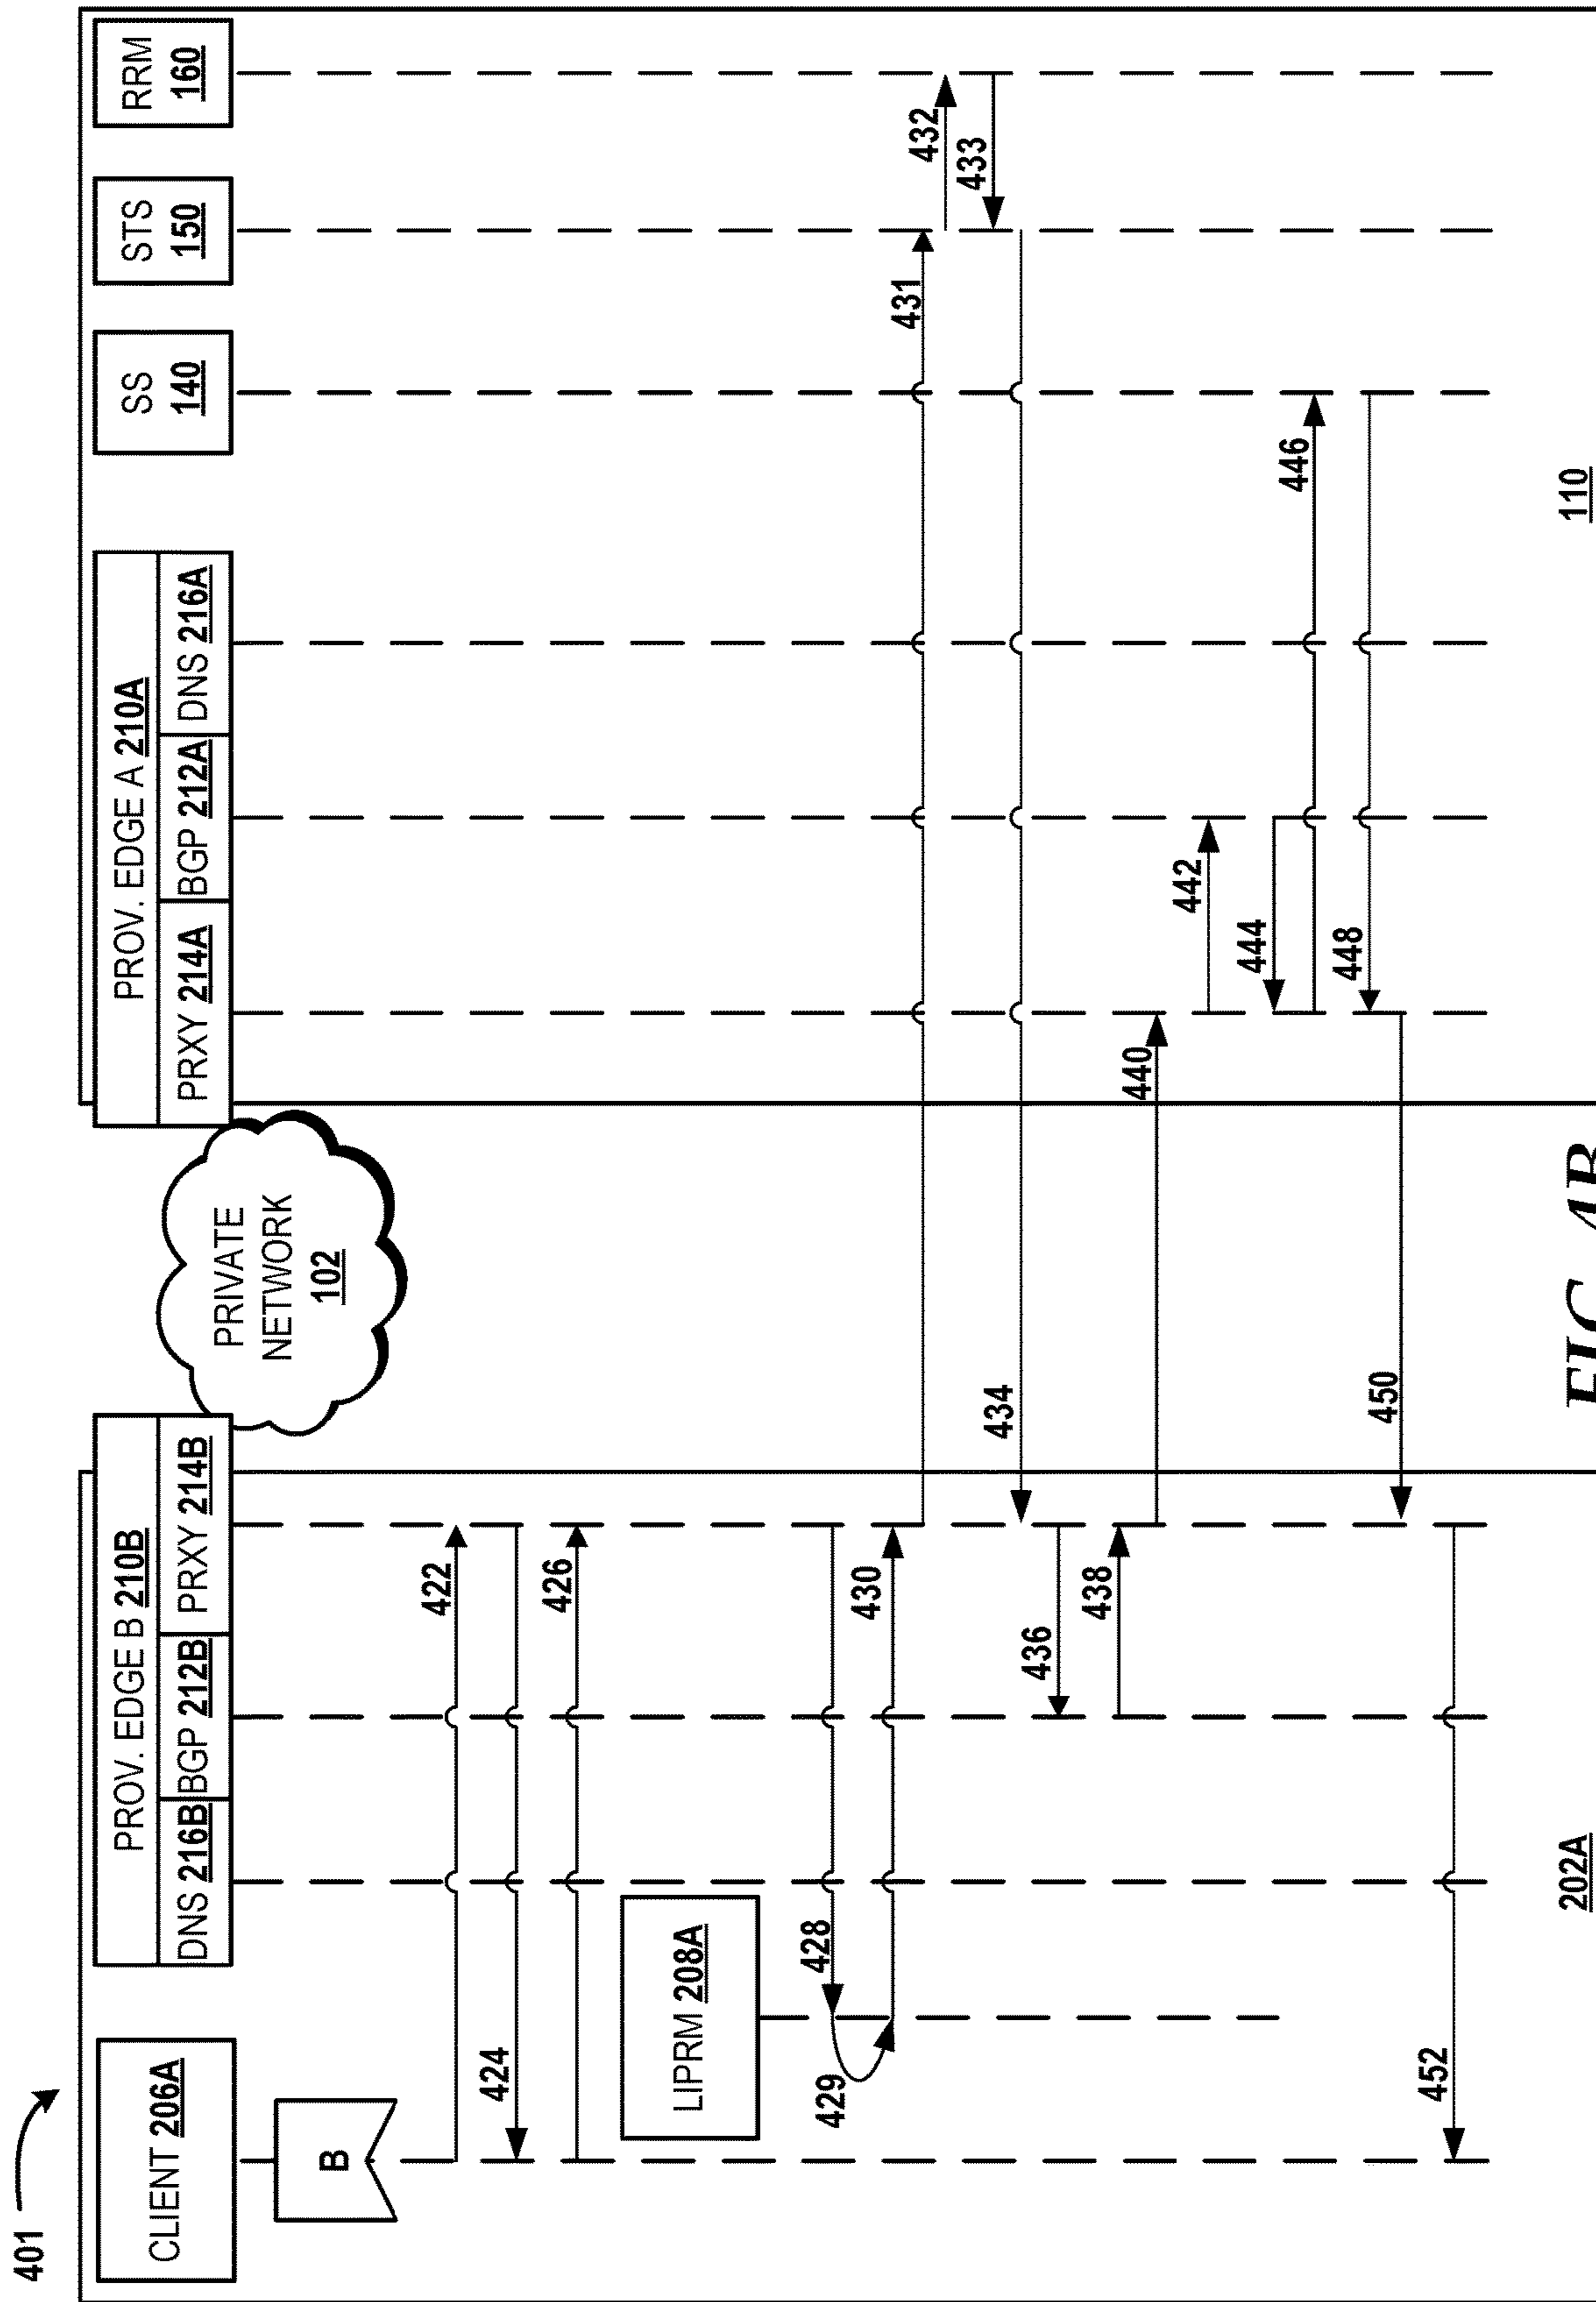 401
CLIENT 206A
PROV. EDGE B 210B
DNS 216B
BGP 212B
PRXY 214B
PRIVATE
NETWORK
102
PROV. EDGE A 210A
PRXY 214A
BGP 212A
DNS 216A
SS
140
STS
150
RRM
160
B
422
424
426
LIPRM 208A
428
429
430
431
432
433
434
436
438
440
442
444
446
448
450
452
202A
110
FIG. 4B